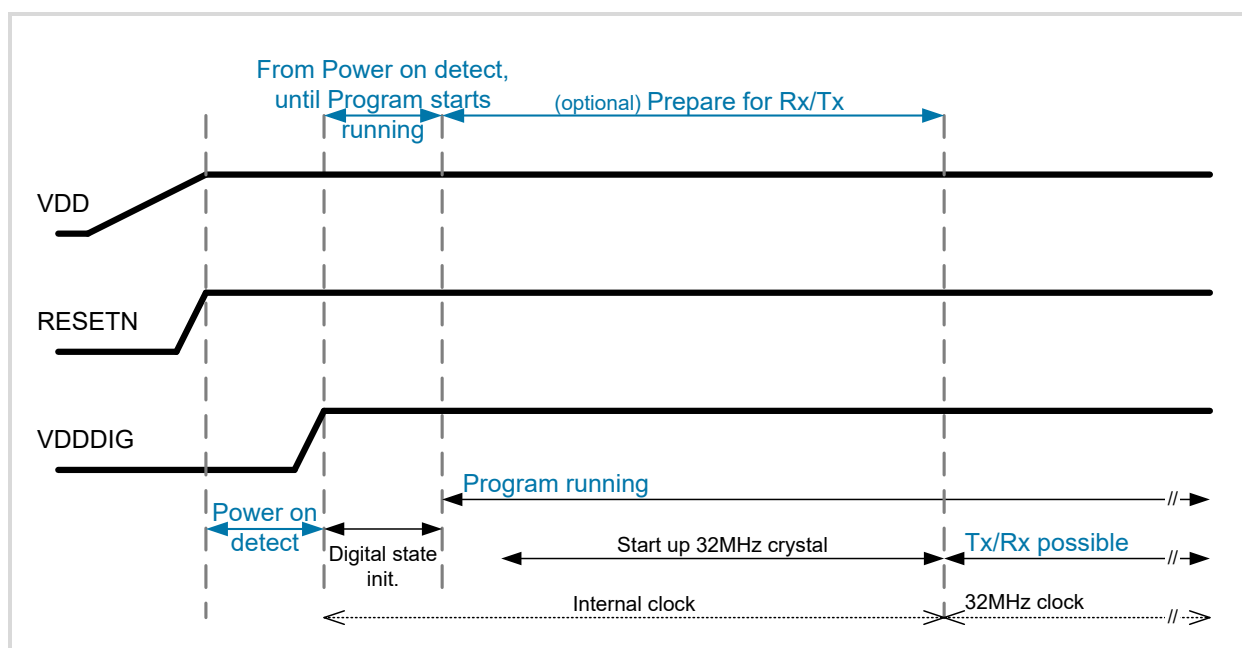 From Power on detect,
until Program starts
running
(optional) Prepare for Rx/Tx
VDD
RESETN
VDDDIG
Program running
Power on
detect
Digital state
init.
Start up 32MHz crystal
Tx/Rx possible
Internal clock
32MHz clock